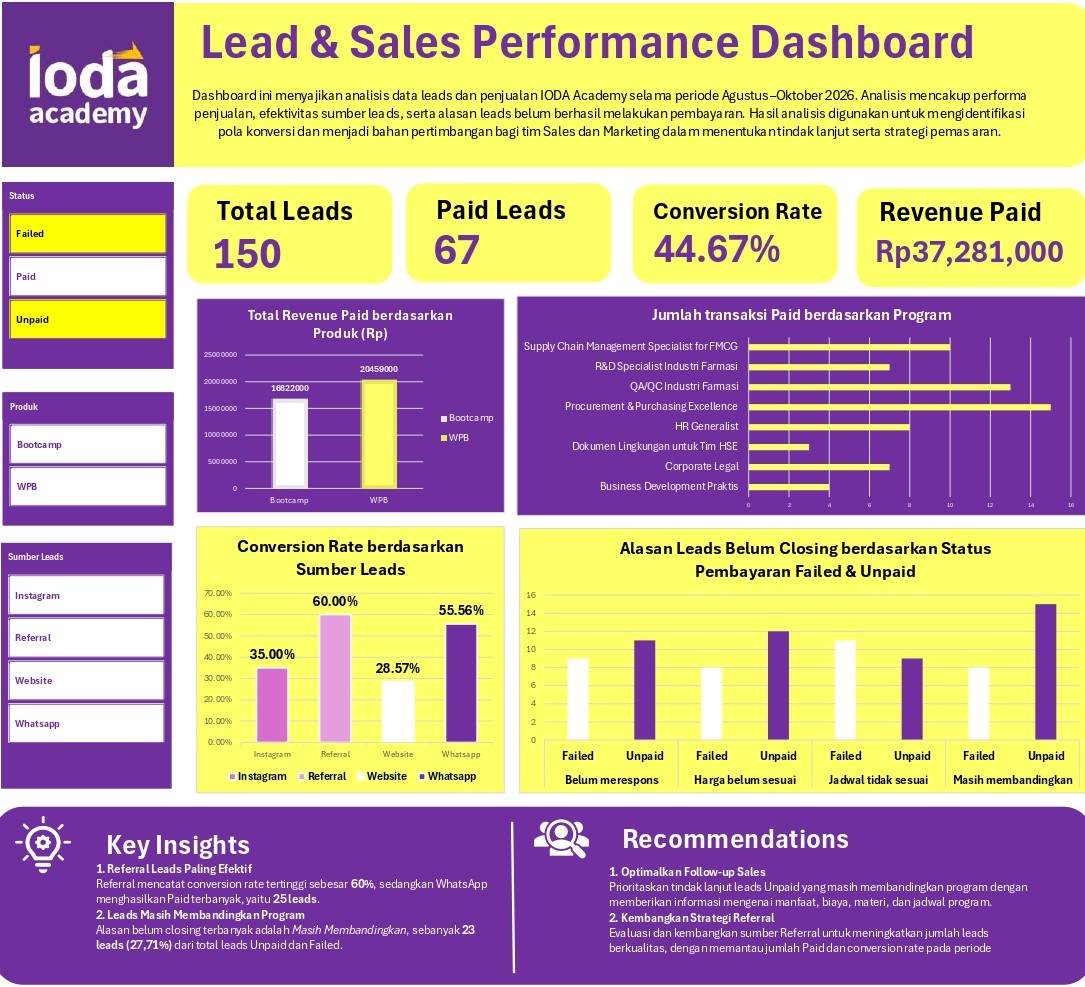 ioda
academy
Lead & Sales Performance Dashboard
Dashboard ini menyajikan analisis data leads dan penjualan IODA Academy selama periode Agustus–Oktober 2026. Analisis mencakup performa
penjualan, efektivitas sumber leads, serta alasan leads belum berhasil melakukan pembayaran. Hasil analisis digunakan untuk mengidentifikasi
pola konversi dan menjadi bahan pertimbangan bagi tim Sales dan Marketing dalam menentukan tindak lanjut serta strategi pemasaran.
Status
Failed
Paid
Unpaid
Produk
Bootcamp
WPB
Sumber Leads
Instagram
Referral
Website
Whatsapp
Total Leads
150
Paid Leads
67
Conversion Rate
44.67%
Revenue Paid
Rp37,281,000
Total Revenue Paid berdasarkan
Produk (Rp)
25000000
20000000
15000000
10000000
5000000
0
16822000
20459000
Bootcamp
WPB
Bootcamp
WPB
Jumlah transaksi Paid berdasarkan Program
Supply Chain Management Specialist for FMCG
R&D Specialist Industri Farmasi
QA/QC Industri Farmasi
Procurement & Purchasing Excellence
HR Generalist
Dokumen Lingkungan untuk Tim HSE
Corporate Legal
Business Development Praktis
0 2 4 6 8 10 12 14 16
Conversion Rate berdasarkan
Sumber Leads
70.00%
60.00%
50.00%
40.00%
30.00%
20.00%
10.00%
0.00%
35.00%
60.00%
28.57%
55.56%
Instagram Referral Website Whatsapp
Instagram Referral Website Whatsapp
Alasan Leads Belum Closing berdasarkan Status
Pembayaran Failed & Unpaid
16
14
12
10
8
6
4
2
0
Failed Unpaid Failed Unpaid Failed Unpaid Failed Unpaid
Belum merespons Harga belum sesuai Jadwal tidak sesuai Masih membandingkan
Key Insights
1. Referral Leads Paling Efektif
Referral mencatat conversion rate tertinggi sebesar 60%, sedangkan WhatsApp
menghasilkan Paid terbanyak, yaitu 25 leads.
2. Leads Masih Membandingkan Program
Alasan belum closing terbanyak adalah Masih Membandingkan, sebanyak 23
leads (27,71%) dari total leads Unpaid dan Failed.
Recommendations
1. Optimalkan Follow-up Sales
Prioritaskan tindak lanjut leads Unpaid yang masih membandingkan program dengan
memberikan informasi mengenai manfaat, biaya, materi, dan jadwal program.
2. Kembangkan Strategi Referral
Evaluasi dan kembangkan sumber Referral untuk meningkatkan jumlah leads
berkualitas, dengan memantau jumlah Paid dan conversion rate pada periode